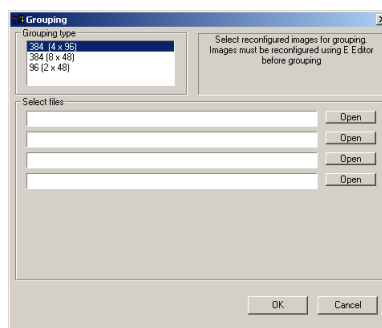 Grouping
Grouping type
384 (4 x 96)
384 (8 x 48)
96 (2 x 48)
Select reconfigured images for grouping.
Images must be reconfigured using E Editor
before grouping
Select files
Open
Open
Open
Open
OK
Cancel